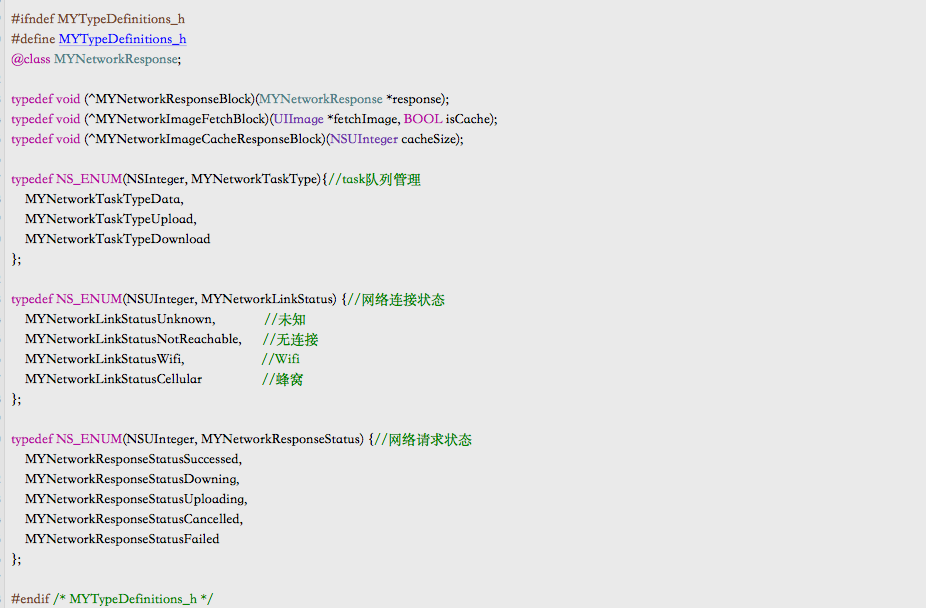 #ifndef MYTypeDefinitions_h
#define MYTypeDefinitions_h
@class MYNetworkResponse;
typedef void (^MYNetworkResponseBlock)(MYNetworkResponse *response);
typedef void (^MYNetworkImageFetchBlock)(UIImage *fetchImage, BOOL isCache);
typedef void (^MYNetworkImageCacheResponseBlock)(NSUInteger cacheSize);
typedef NS_ENUM(NSInteger, MYNetworkTaskType){//task队列管理
MYNetworkTaskTypeData,
MYNetworkTaskTypeUpload,
MYNetworkTaskTypeDownload
};
typedef NS_ENUM(NSUInteger, MYNetworkLinkStatus) {//网络连接状态
MYNetworkLinkStatusUnknown, //未知
MYNetworkLinkStatusNotReachable, //无连接
MYNetworkLinkStatusWifi, //Wifi
MYNetworkLinkStatusCellular //蜂窝
};
typedef NS_ENUM(NSUInteger, MYNetworkResponseStatus) {//网络请求状态
MYNetworkResponseStatusSuccessed,
MYNetworkResponseStatusDowning,
MYNetworkResponseStatusUploading,
MYNetworkResponseStatusCancelled,
MYNetworkResponseStatusFailed
};
#endif /* MYTypeDefinitions_h */